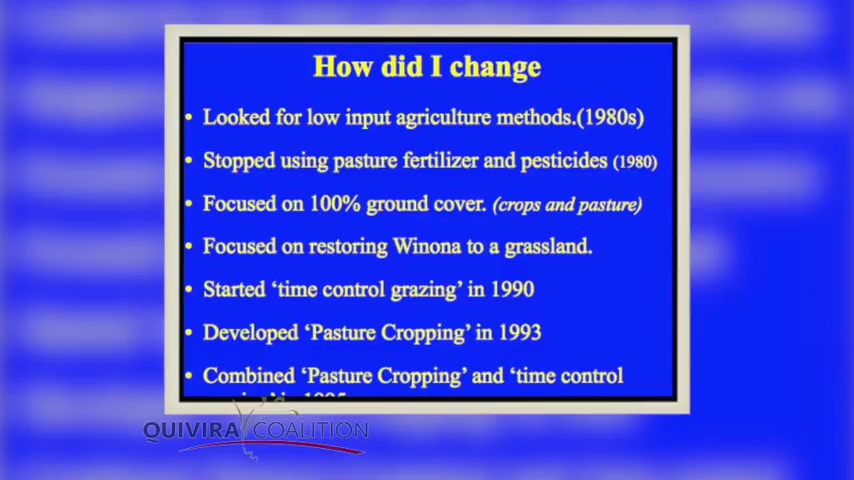 How did I change
• Looked for low input agriculture methods.(1980s)
• Stopped using pasture fertilizer and pesticides (1980)
• Focused on 100% ground cover. (crops and pasture)
• Focused on restoring Winona to a grassland.
• Started ‘time control grazing’ in 1990
• Developed ‘Pasture Cropping’ in 1993
• Combined ‘Pasture Cropping’ and ‘time control
QUIVIRA COALITION